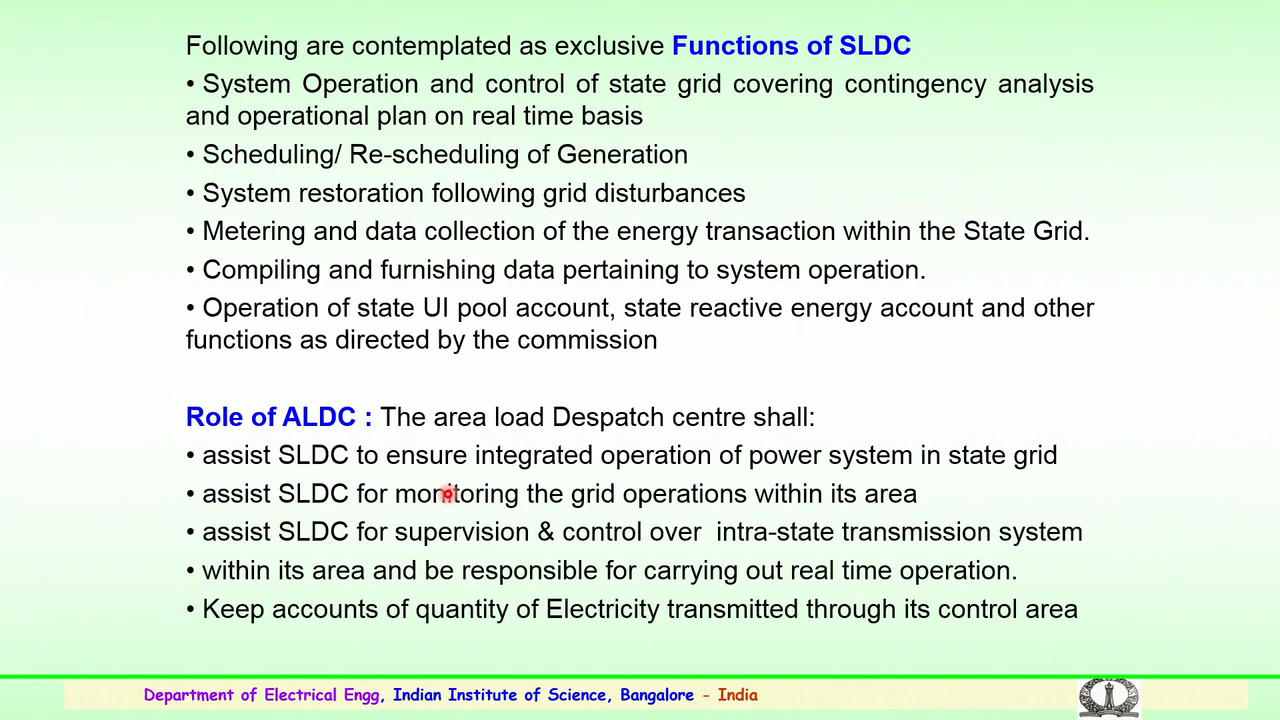 Following are contemplated as exclusive Functions of SLDC
• System Operation and control of state grid covering contingency analysis
and operational plan on real time basis
• Scheduling/ Re-scheduling of Generation
• System restoration following grid disturbances
• Metering and data collection of the energy transaction within the State Grid.
• Compiling and furnishing data pertaining to system operation.
• Operation of state UI pool account, state reactive energy account and other
functions as directed by the commission
Role of ALDC : The area load Despatch centre shall:
• assist SLDC to ensure integrated operation of power system in state grid
• assist SLDC for monitoring the grid operations within its area
• assist SLDC for supervision & control over intra-state transmission system
• within its area and be responsible for carrying out real time operation.
• Keep accounts of quantity of Electricity transmitted through its control area
Department of Electrical Engg, Indian Institute of Science, Bangalore - India